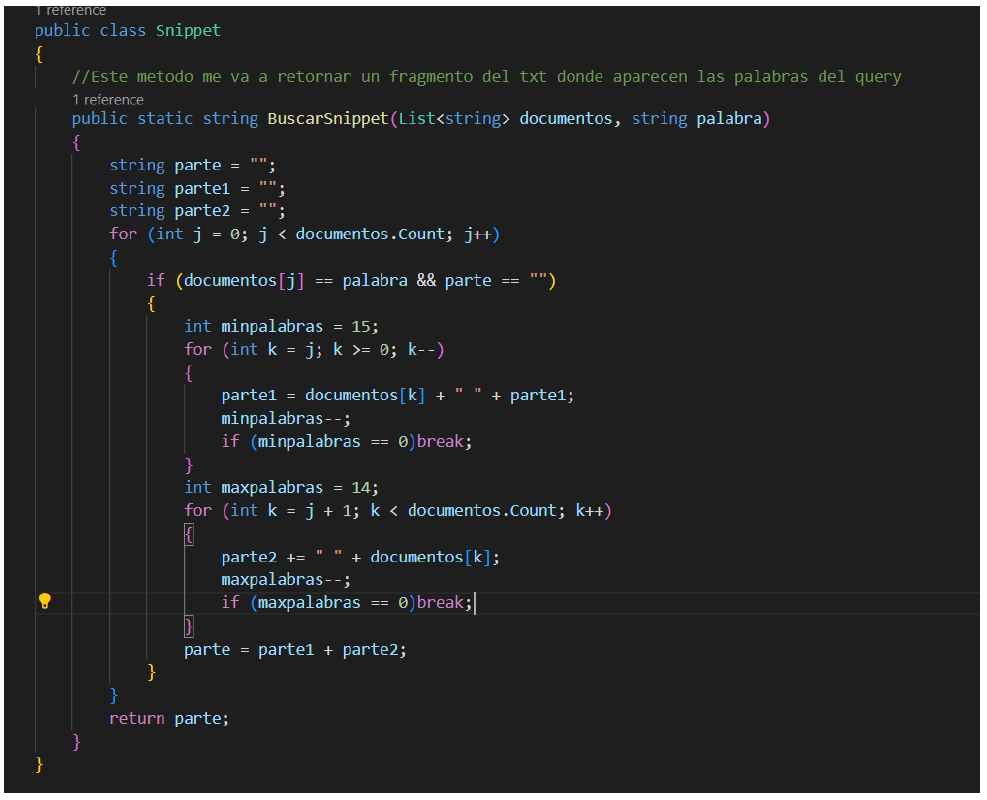 1 reference
public class Snippet
{
//Este metodo me va a retornar un fragmento del txt donde aparecen las palabras del query
1 reference
public static string BuscarSnippet(List<string> documentos, string palabra)
{
string parte = "";
string parte1 = "";
string parte2 = "";
for (int j = 0; j < documentos.Count; j++)
{
if (documentos[j] == palabra && parte == "")
{
int minpalabras = 15;
for (int k = j; k >= 0; k--)
{
parte1 = documentos[k] + " " + parte1;
minpalabras--;
if (minpalabras == 0)break;
}
int maxpalabras = 14;
for (int k = j + 1; k < documentos.Count; k++)
{
parte2 += " " + documentos[k];
maxpalabras--;
if (maxpalabras == 0)break;
}
parte = parte1 + parte2;
}
}
return parte;
}
}